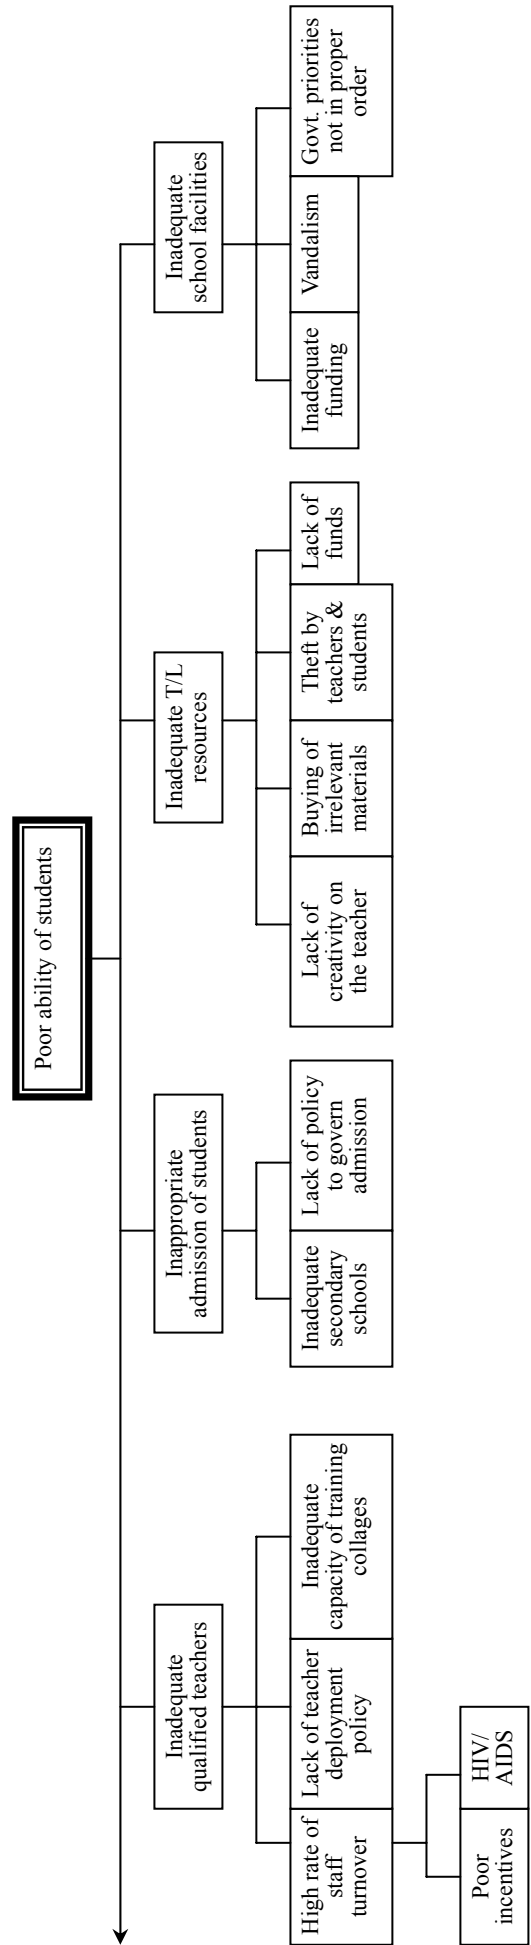 Poor ability of students
Inadequate
qualified teachers
Inappropriate
admission of students
Inadequate T/L
resources
Inadequate
school facilities
High rate of
staff
turnover
Lack of teacher
deployment
policy
Inadequate
capacity of training
collages
Inadequate
secondary
schools
Lack of policy
to govern
admission
Lack of
creativity on
the teacher
Buying of
irrelevant
materials
Theft by
teachers &
students
Lack of
funds
Inadequate
funding
Vandalism
Govt. priorities
not in proper
order
Poor
incentives
HIV/
AIDS